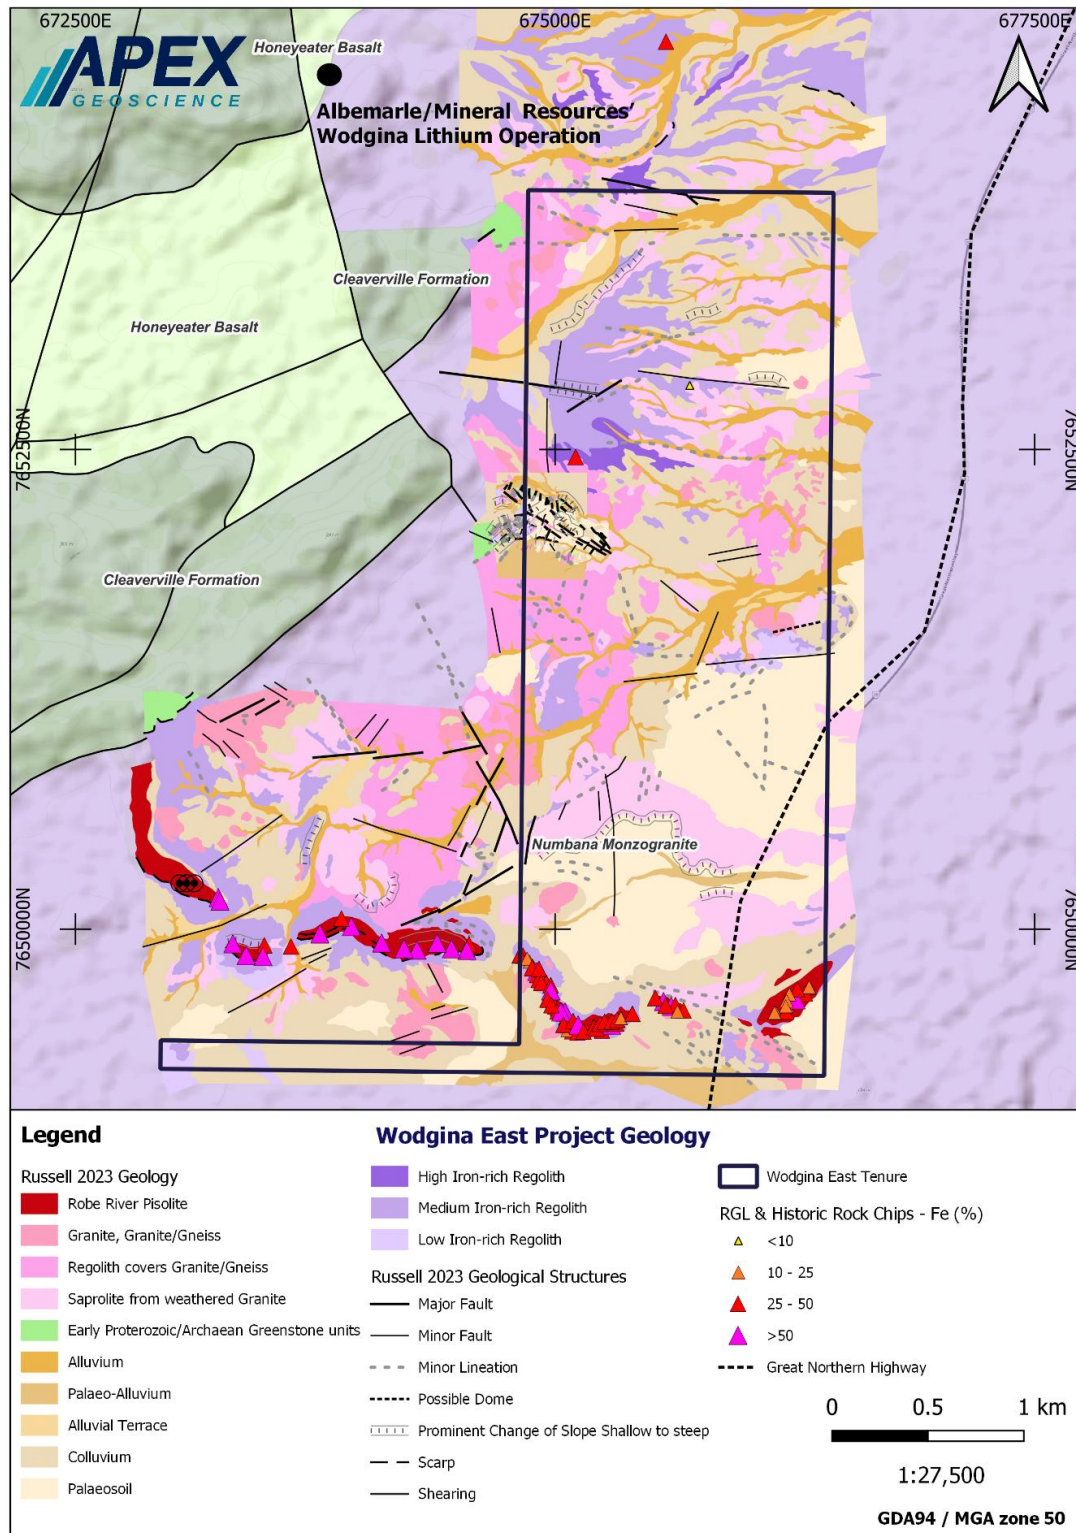 672500E
675000E
677500E
APEX
GEOSCIENCE
Honeyeater Basalt
Albemarle/Mineral Resources'
Wodgina Lithium Operation
Cleaverville Formation
Honeyeater Basalt
7652500N
7652500N
Cleaverville Formation
Numbana Monzogranite
7650000N
7650000N
Legend
Russell 2023 Geology
Robe River Pisolite
Granite, Granite/Gneiss
Regolith covers Granite/Gneiss
Saprolite from weathered Granite
Early Proterozoic/Archaean Greenstone units
Alluvium
Palaeo-Alluvium
Alluvial Terrace
Colluvium
Palaeosoil
Wodgina East Project Geology
High Iron-rich Regolith
Medium Iron-rich Regolith
Low Iron-rich Regolith
Russell 2023 Geological Structures
Major Fault
Minor Fault
Minor Lineation
Possible Dome
Prominent Change of Slope Shallow to steep
Scarp
Shearing
Wodgina East Tenure
RGL & Historic Rock Chips - Fe (%)
<10
10 - 25
25 - 50
>50
Great Northern Highway
0 0.5 1 km
1:27,500
GDA94 / MGA zone 50